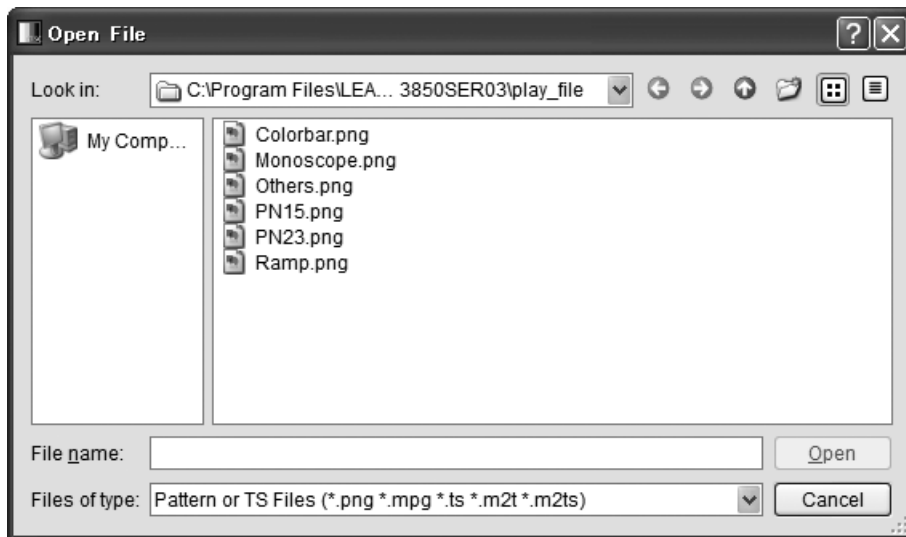 Open File
Look in: C:\Program Files\LEA... 3850SER03\play_file
My Comp...
Colorbar.png
Monoscope.png
Others.png
PN15.png
PN23.png
Ramp.png
File name: Open
Files of type: Pattern or TS Files (*.png *.mpg *.ts *.m2t *.m2ts) Cancel